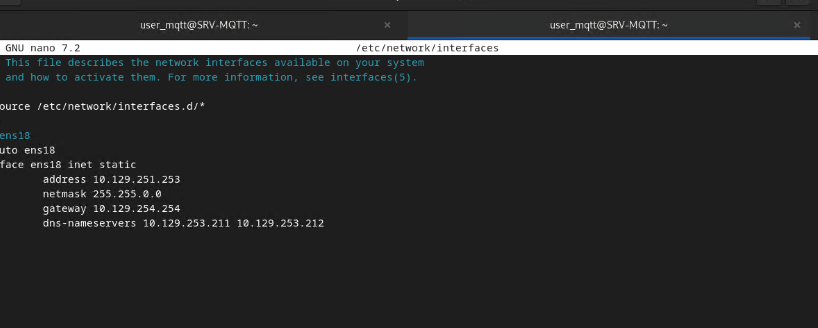 user_mqtt@SRV-MQTT: ~ × user_mqtt@SRV-MQTT: ~ ×
GNU nano 7.2 /etc/network/interfaces
This file describes the network interfaces available on your system
and how to activate them. For more information, see interfaces(5).
ource /etc/network/interfaces.d/*
ens18
uto ens18
face ens18 inet static
address 10.129.251.253
netmask 255.255.0.0
gateway 10.129.254.254
dns-nameservers 10.129.253.211 10.129.253.212